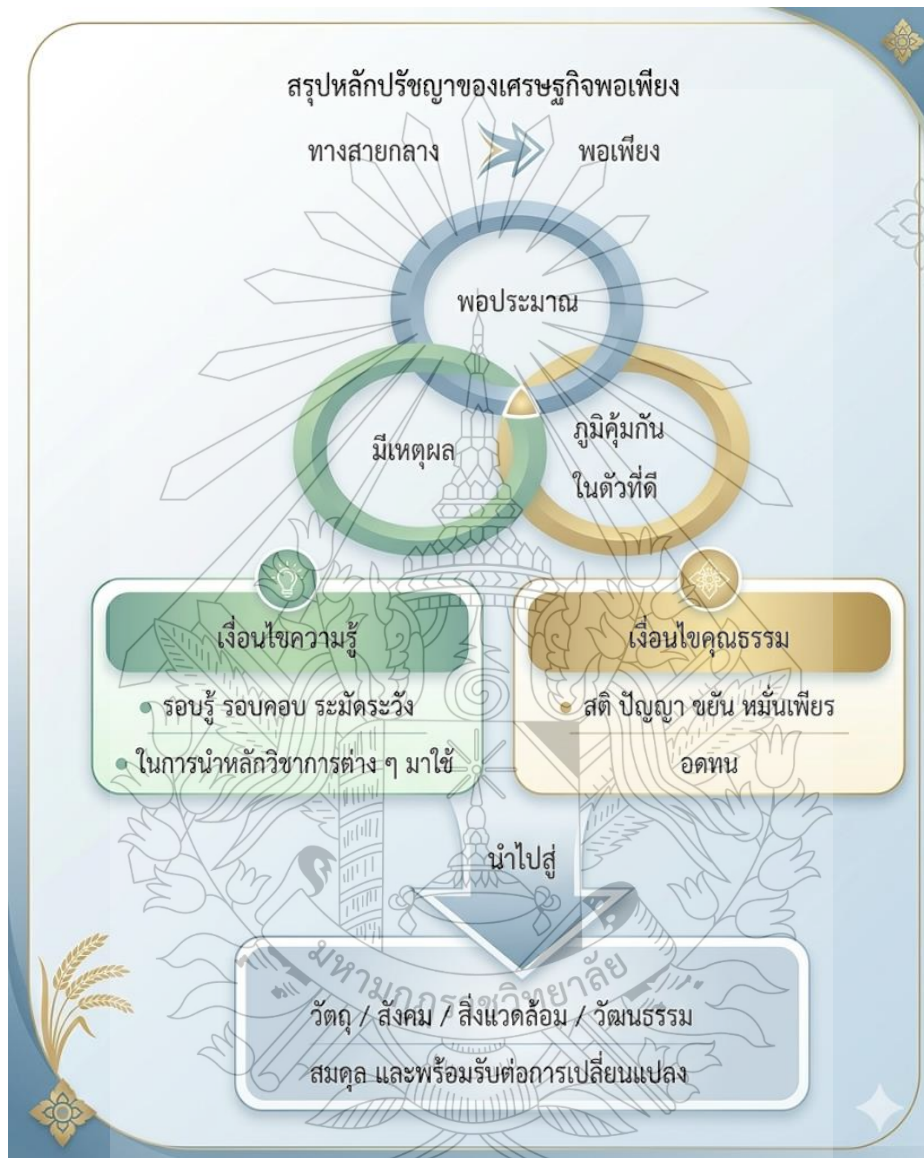 สรุปหลักปรัชญาของเศรษฐกิจพอเพียง
ทางสายกลาง พอเพียง
พอประมาณ
มีเหตุผล
ภูมิคุ้มกัน
ในตัวที่ดี
เงื่อนไขความรู้
• รอบรู้ รอบคอบ ระมัดระวัง
• ในการนำหลักวิชาการต่าง ๆ มาใช้
เงื่อนไขคุณธรรม
• สติ ปัญญา ขยัน หมั่นเพียร
อดทน
นำไปสู่
มหามกุฏราชวิทยาลัย
วัตถุ / สังคม / สิ่งแวดล้อม / วัฒนธรรม
สมดุล และพร้อมรับต่อการเปลี่ยนแปลง